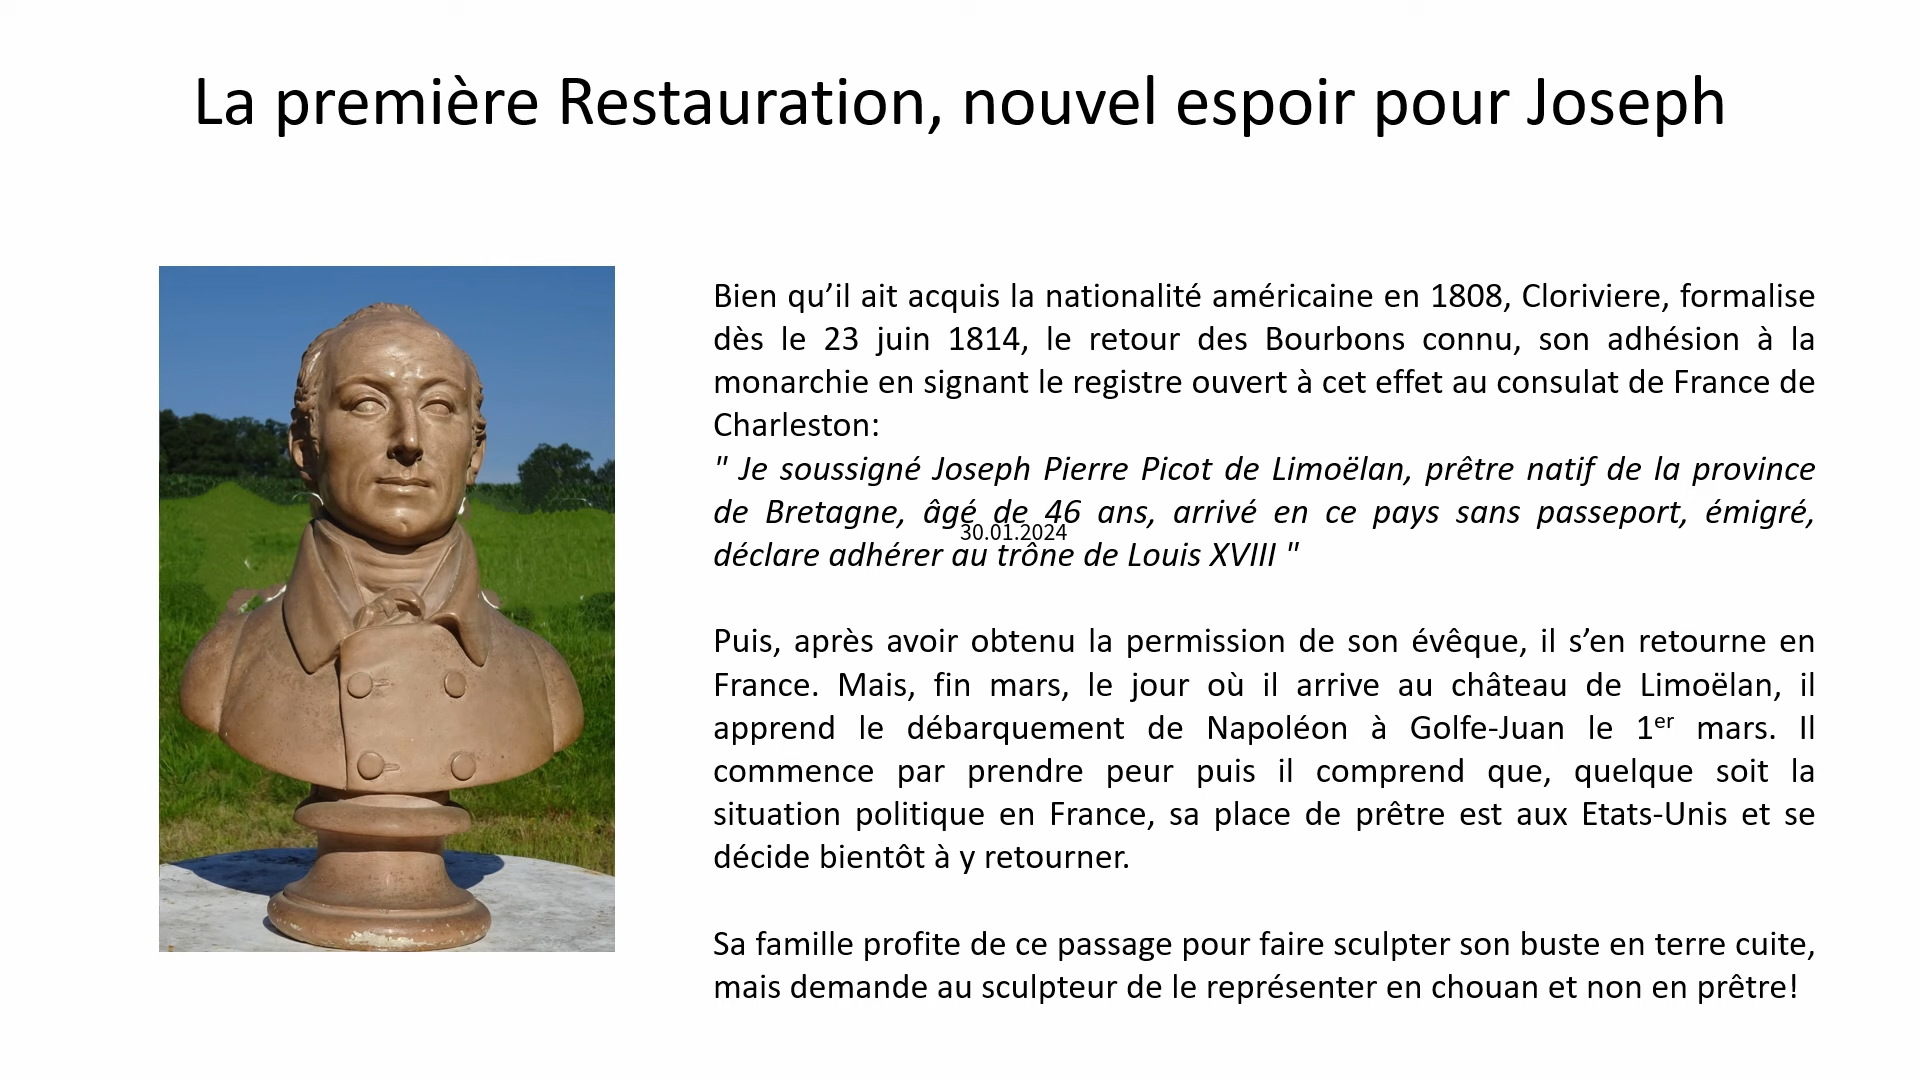 La première Restauration, nouvel espoir pour Joseph
Bien qu’il ait acquis la nationalité américaine en 1808, Cloriviere, formalise
dès le 23 juin 1814, le retour des Bourbons connu, son adhésion à la
monarchie en signant le registre ouvert à cet effet au consulat de France de
Charleston:
" Je soussigné Joseph Pierre Picot de Limoëlan, prêtre natif de la province
de Bretagne, âgé de 46 ans, arrivé en ce pays sans passeport, émigré,
30.01.2024
déclare adhérer au trône de Louis XVIII "
Puis, après avoir obtenu la permission de son évêque, il s’en retourne en
France. Mais, fin mars, le jour où il arrive au château de Limoëlan, il
apprend le débarquement de Napoléon à Golfe-Juan le 1er mars. Il
commence par prendre peur puis il comprend que, quelque soit la
situation politique en France, sa place de prêtre est aux Etats-Unis et se
décide bientôt à y retourner.
Sa famille profite de ce passage pour faire sculpter son buste en terre cuite,
mais demande au sculpteur de le représenter en chouan et non en prêtre!